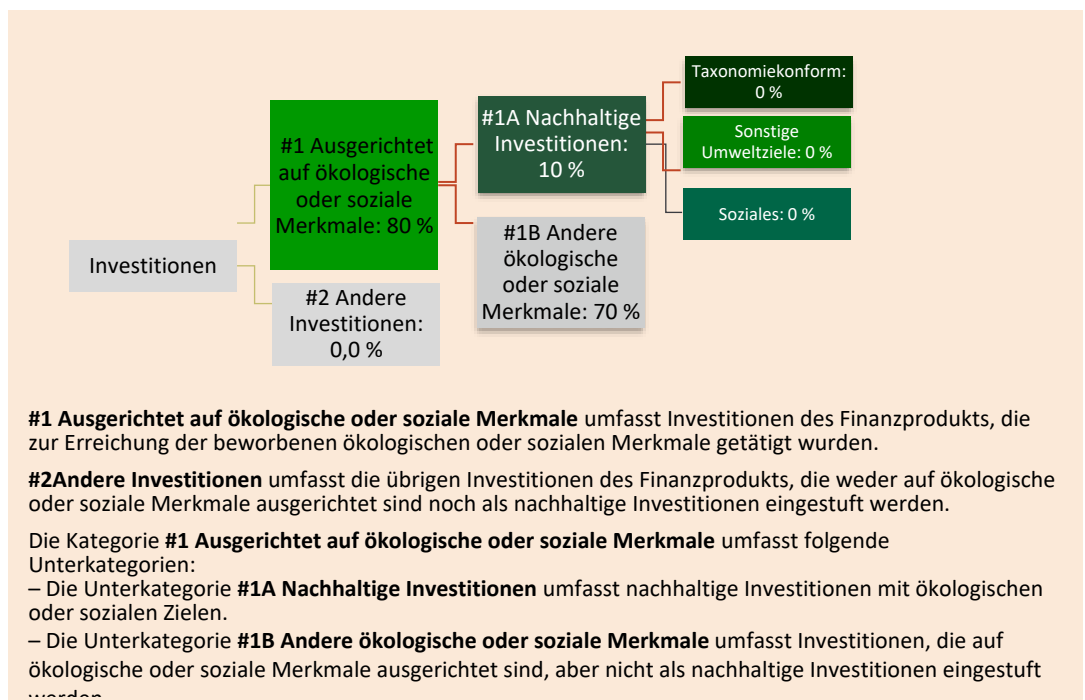 Taxonomiekonform:
0 %
#1A Nachhaltige
Investitionen:
10 %
Sonstige
Umweltziele: 0 %
#1 Ausgerichtet
auf ökologische
oder soziale
Merkmale: 80 %
Soziales: 0 %
#1B Andere
ökologische
oder soziale
Merkmale: 70 %
Investitionen
#2 Andere
Investitionen:
0,0 %
#1 Ausgerichtet auf ökologische oder soziale Merkmale umfasst Investitionen des Finanzprodukts, die
zur Erreichung der beworbenen ökologischen oder sozialen Merkmale getätigt wurden.
#2Andere Investitionen umfasst die übrigen Investitionen des Finanzprodukts, die weder auf ökologische
oder soziale Merkmale ausgerichtet sind noch als nachhaltige Investitionen eingestuft werden.
Die Kategorie #1 Ausgerichtet auf ökologische oder soziale Merkmale umfasst folgende
Unterkategorien:
– Die Unterkategorie #1A Nachhaltige Investitionen umfasst nachhaltige Investitionen mit ökologischen
oder sozialen Zielen.
– Die Unterkategorie #1B Andere ökologische oder soziale Merkmale umfasst Investitionen, die auf
ökologische oder soziale Merkmale ausgerichtet sind, aber nicht als nachhaltige Investitionen eingestuft